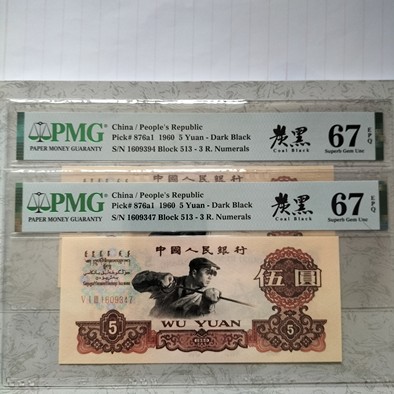 PMG
PAPER MONEY GUARANTY
China / People's Republic
Pick# 876a1 1960 5 Yuan - Dark Black
S/N 1609394 Block 513 - 3 R. Numerals
炭黑
Coal Black
67
EPQ
Superb Gem Unc
PMG
PAPER MONEY GUARANTY
China / People's Republic
Pick# 876a1 1960 5 Yuan - Dark Black
S/N 1609347 Block 513 - 3 R. Numerals
炭黑
Coal Black
67
EPQ
Superb Gem Unc
中國人民銀行
伍圓
V I III 1609347
5
WU YUAN
5